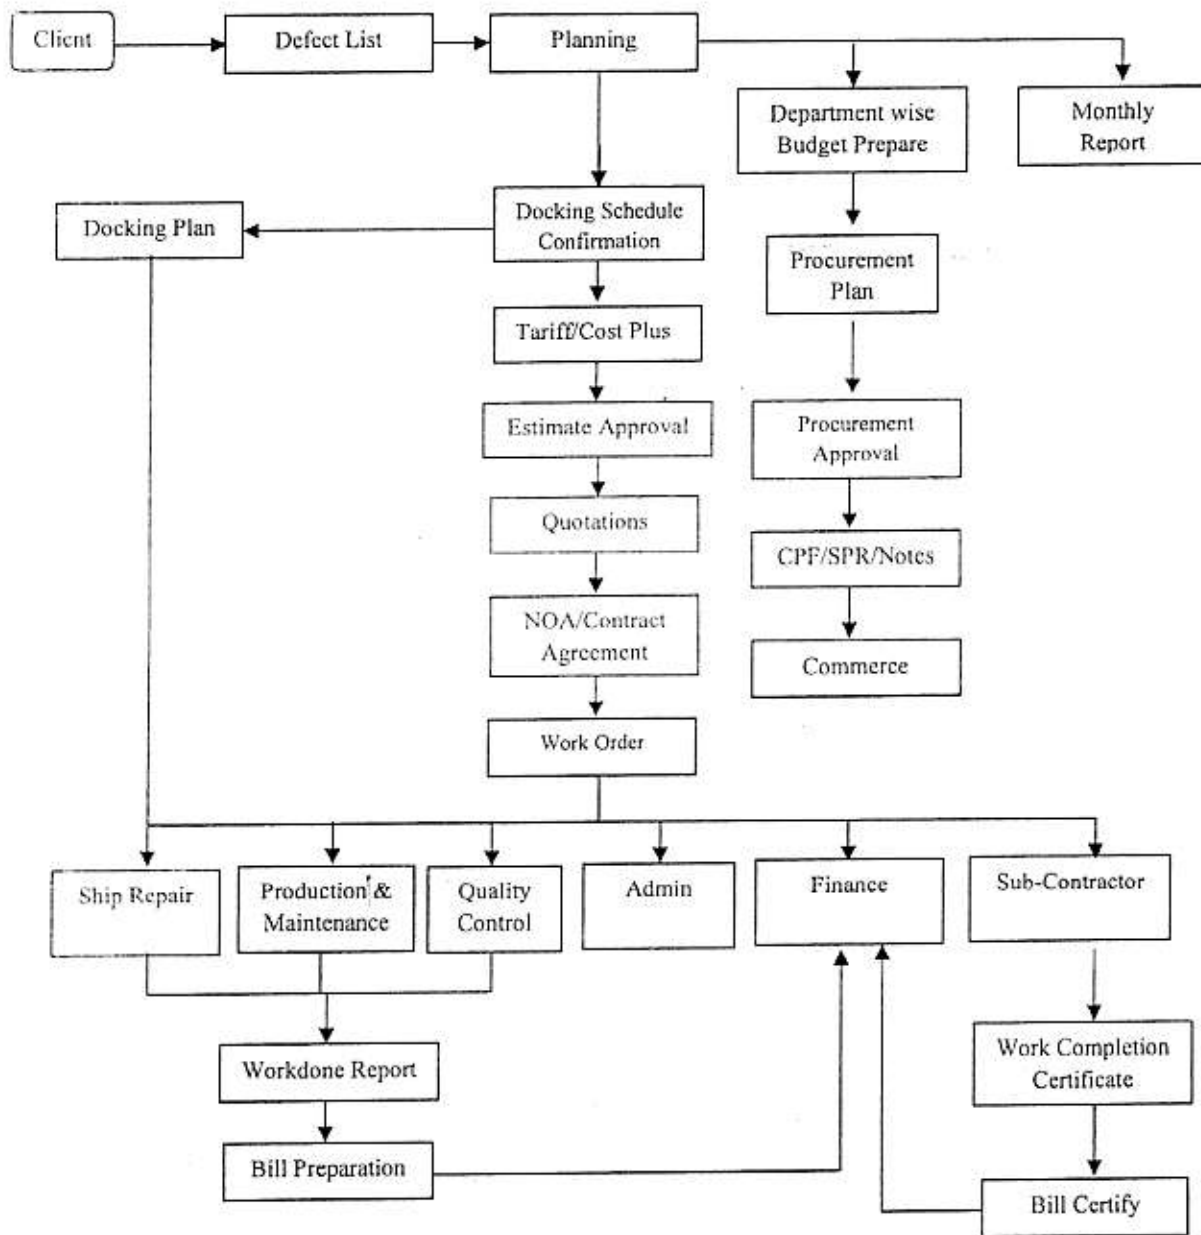 Client
Defect List
Planning
Department wise
Budget Prepare
Monthly
Report
Docking Plan
Docking Schedule
Confirmation
Procurement
Plan
Tariff/Cost Plus
Estimate Approval
Procurement
Approval
Quotations
CPF/SPR/Notes
NOA/Contract
Agreement
Commerce
Work Order
Ship Repair
Production &
Maintenance
Quality
Control
Admin
Finance
Sub-Contractor
Workdone Report
Work Completion
Certificate
Bill Preparation
Bill Certify